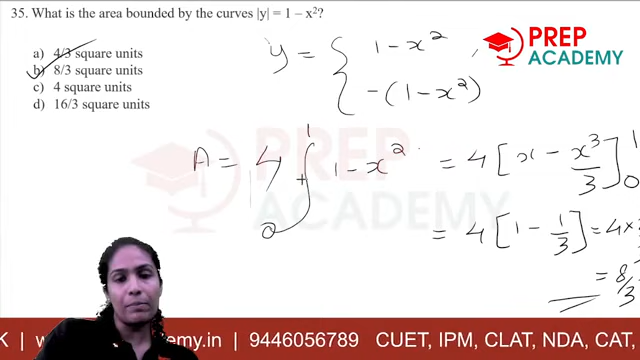 35. What is the area bounded by the curves |y| = 1 – x²?
a) 4/3 square units
b) 8/3 square units
c) 4 square units
d) 16/3 square units
y = { 1 – x² ,
–(1 – x²)
PREP
ACADEMY
A = 4 ∫₀¹ 1 – x² = 4 [x – x³/3]₀¹
= 4 [1 – 1/3] = 4 ×
= 8/3
PREP
ACADEMY
K | w cademy.in | 9446056789 CUET, IPM, CLAT, NDA, CAT,